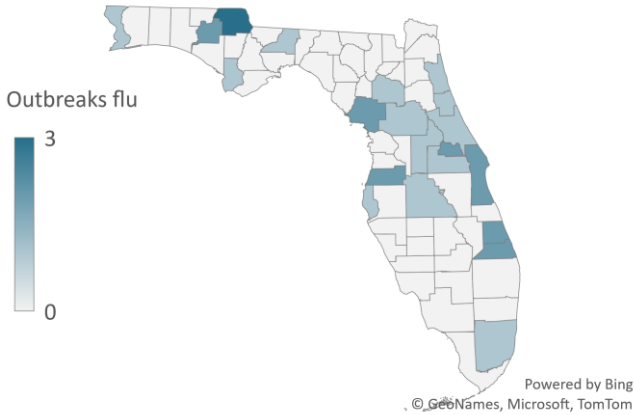 Outbreaks flu
3
0
Powered by Bing
© GeoNames, Microsoft, TomTom